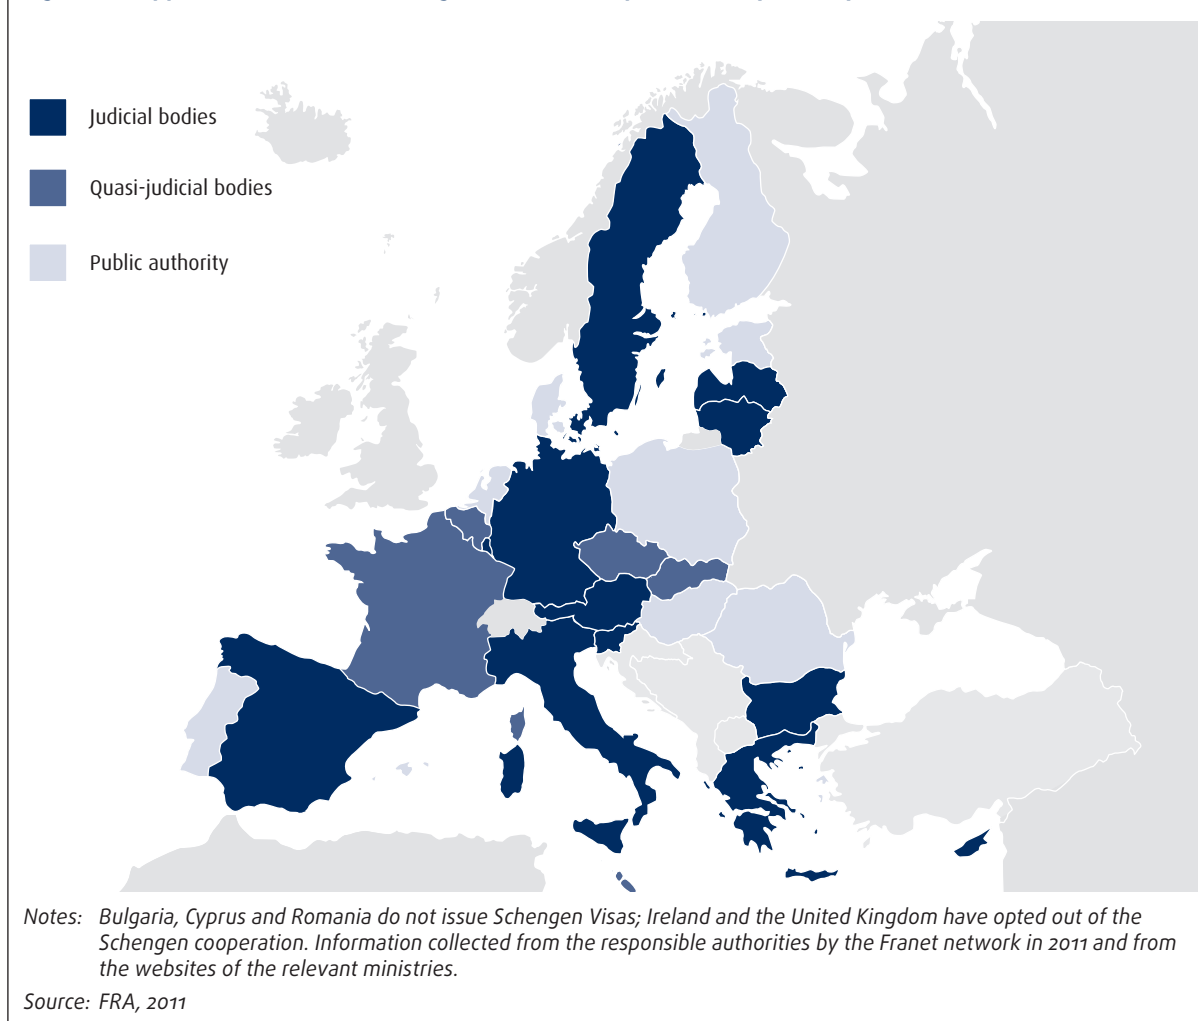 Judicial bodies
Quasi-judicial bodies
Public authority
Notes: Bulgaria, Cyprus and Romania do not issue Schengen Visas; Ireland and the United Kingdom have opted out of the
Schengen cooperation. Information collected from the responsible authorities by the Franet network in 2011 and from
the websites of the relevant ministries.
Source: FRA, 2011